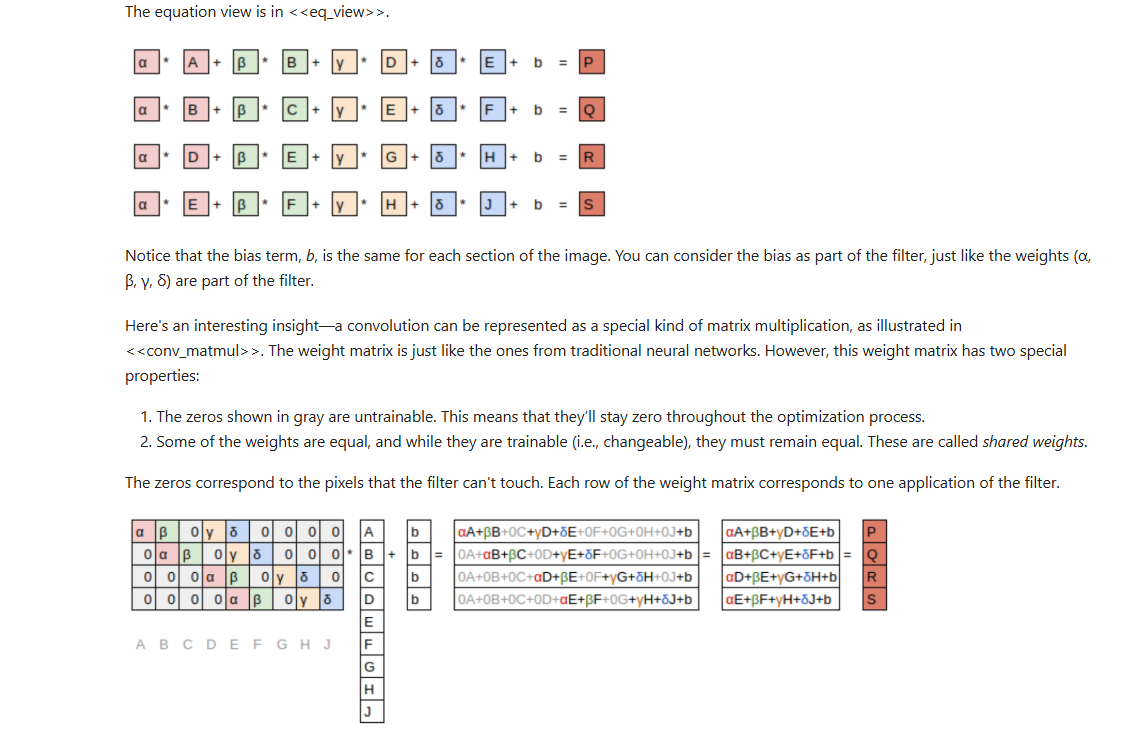 The equation view is in <<eq_view>>.
α * A + β * B + γ * D + δ * E + b = P
α * B + β * C + γ * E + δ * F + b = Q
α * D + β * E + γ * G + δ * H + b = R
α * E + β * F + γ * H + δ * J + b = S
Notice that the bias term, b, is the same for each section of the image. You can consider the bias as part of the filter, just like the weights (α,
β, γ, δ) are part of the filter.
Here's an interesting insight—a convolution can be represented as a special kind of matrix multiplication, as illustrated in
<<conv_matmul>>. The weight matrix is just like the ones from traditional neural networks. However, this weight matrix has two special
properties:
1. The zeros shown in gray are untrainable. This means that they'll stay zero throughout the optimization process.
2. Some of the weights are equal, and while they are trainable (i.e., changeable), they must remain equal. These are called shared weights.
The zeros correspond to the pixels that the filter can't touch. Each row of the weight matrix corresponds to one application of the filter.
α β 0 γ δ 0 0 0 0 A b αA+βB+0C+γD+δE+0F+0G+0H+0J+b αA+βB+γD+δE+b P
0 α β 0 γ δ 0 0 0 * B + b = 0A+αB+βC+0D+γE+δF+0G+0H+0J+b = αB+βC+γE+δF+b = Q
0 0 0 α β 0 γ δ 0 C b 0A+0B+0C+αD+βE+0F+γG+δH+0J+b αD+βE+γG+δH+b R
0 0 0 0 α β 0 γ δ D b 0A+0B+0C+0D+αE+βF+0G+γH+δJ+b αE+βF+γH+δJ+b S
E
A B C D E F G H J F
G
H
J